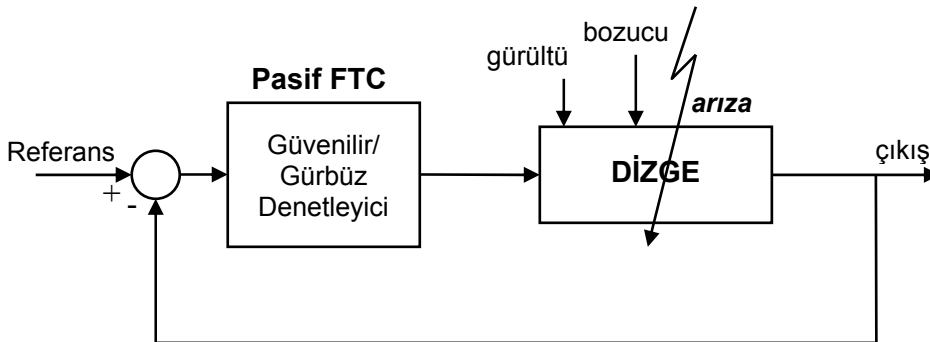 bozucu
gürültü
Pasif FTC
arıza
Referans
Güvenilir/
Gürbüz
Denetleyici
DİZGE
çıkış
+
-